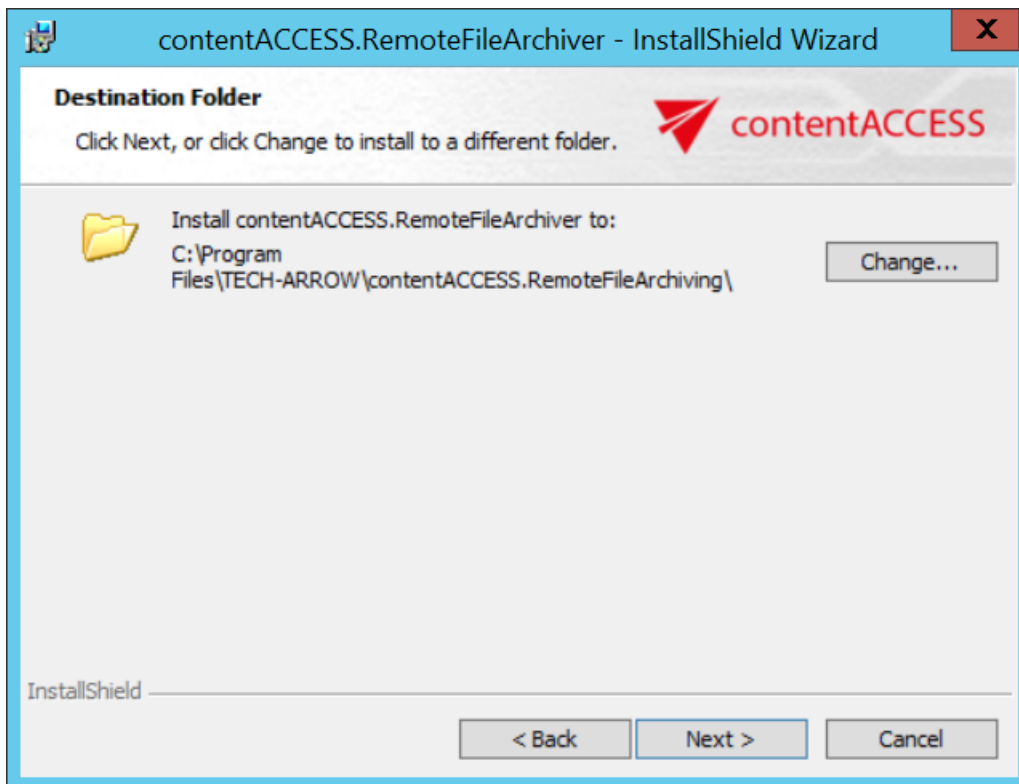 contentACCESS.RemoteFileArchiver - InstallShield Wizard
X
Destination Folder
Click Next, or click Change to install to a different folder.
contentACCESS
Install contentACCESS.RemoteFileArchiver to:
C:\Program
Files\TECH-ARROW\contentACCESS.RemoteFileArchiving\
Change...
InstallShield
< Back
Next >
Cancel